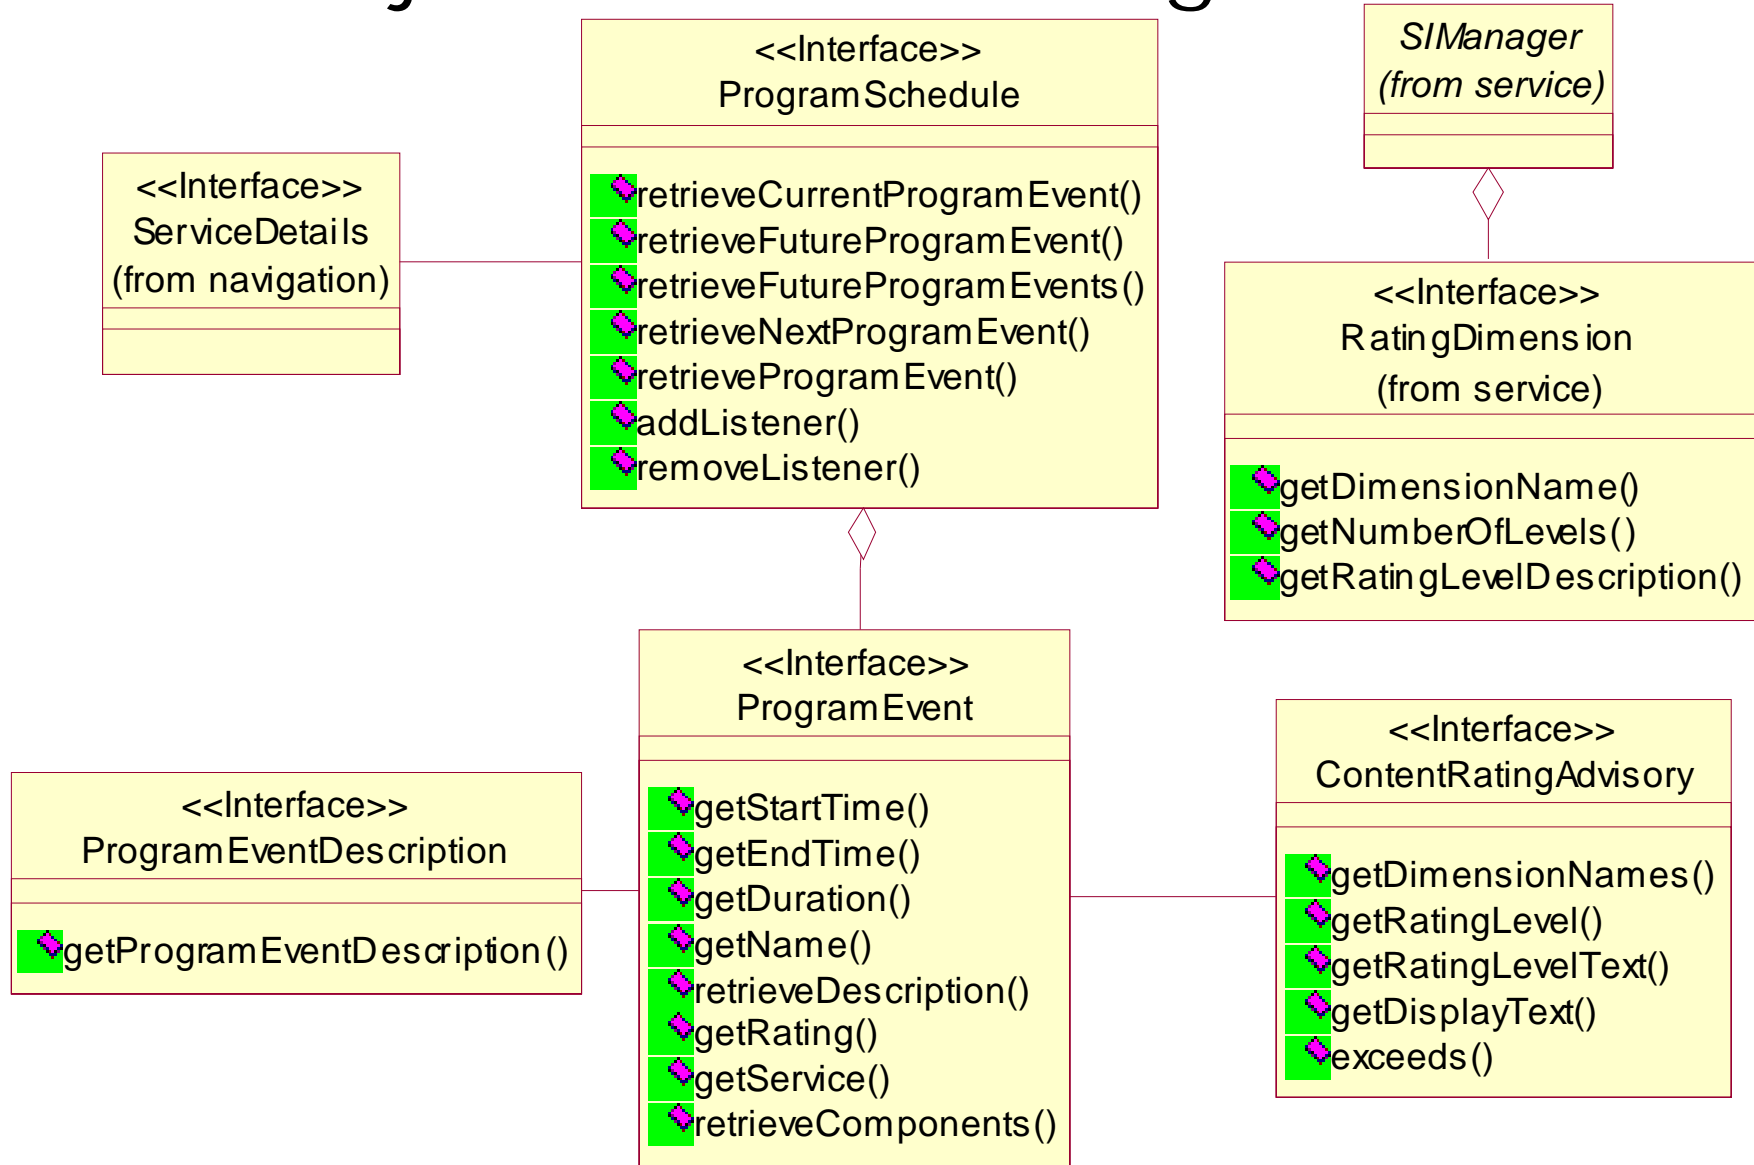 <<Interface>>
ProgramSchedule
retrieveCurrentProgramEvent()
retrieveFutureProgramEvent()
retrieveFutureProgramEvents()
retrieveNextProgramEvent()
retrieveProgramEvent()
addListener()
removeListener()
SIManager
(from service)
<<Interface>>
ServiceDetails
(from navigation)
<<Interface>>
RatingDimension
(from service)
getDimensionName()
getNumberOfLevels()
getRatingLevelDescription()
<<Interface>>
ProgramEvent
getStartTime()
getEndTime()
getDuration()
getName()
retrieveDescription()
getRating()
getService()
retrieveComponents()
<<Interface>>
ProgramEventDescription
getProgramEventDescription()
<<Interface>>
ContentRatingAdvisory
getDimensionNames()
getRatingLevel()
getRatingLevelText()
getDisplayText()
exceeds()